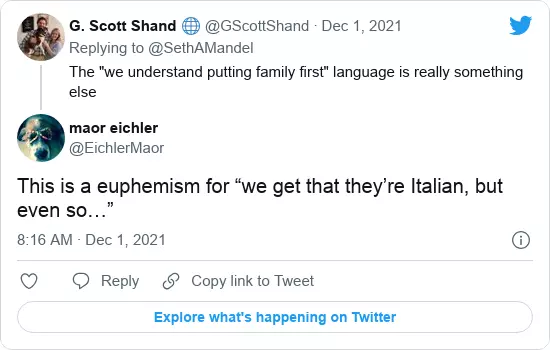 G. Scott Shand 🌐 @GScottShand · Dec 1, 2021
Replying to @SethAMandel
The "we understand putting family first" language is really something
else
maor eichler
@EichlerMaor
This is a euphemism for “we get that they’re Italian, but
even so…”
8:16 AM · Dec 1, 2021
Reply
Copy link to Tweet
Explore what's happening on Twitter